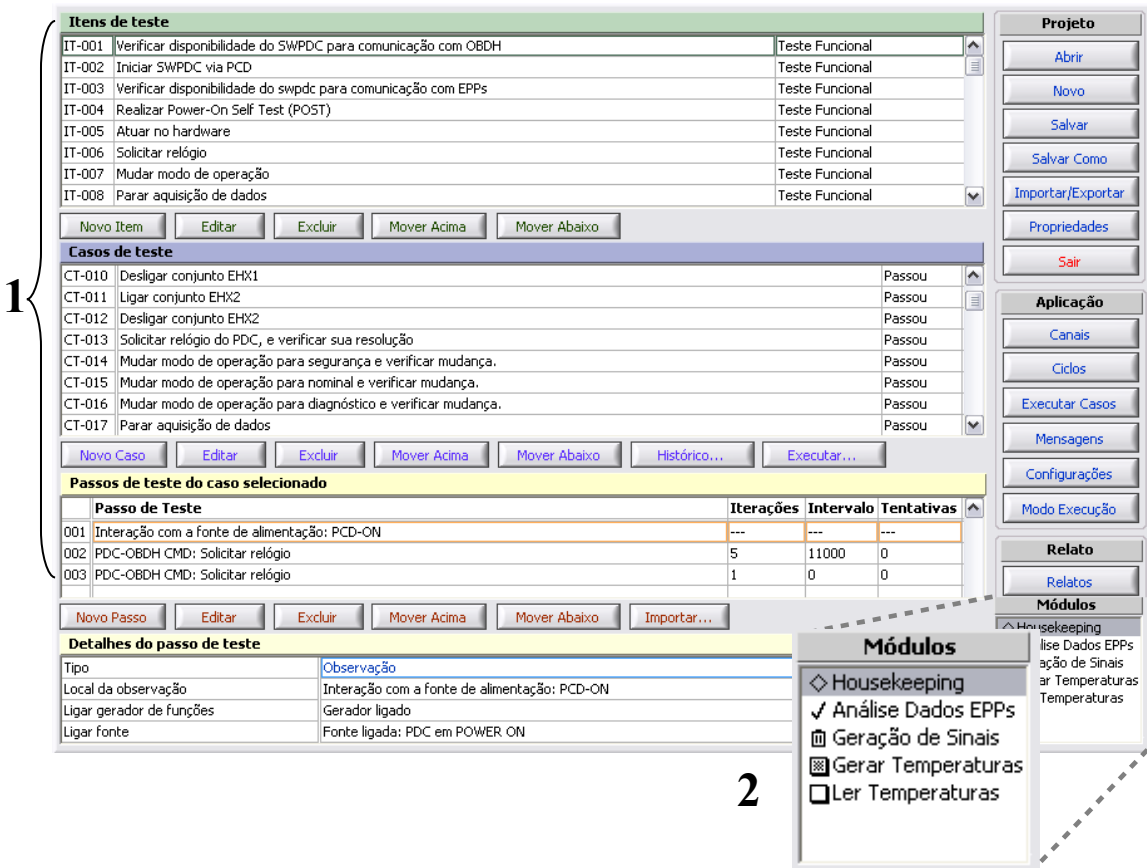 1
Itens de teste
IT-001 Verificar disponibilidade do SWPDC para comunicação com OBDH Teste Funcional
IT-002 Iniciar SWPDC via PCD Teste Funcional
IT-003 Verificar disponibilidade do swpdc para comunicação com EPPs Teste Funcional
IT-004 Realizar Power-On Self Test (POST) Teste Funcional
IT-005 Atuar no hardware Teste Funcional
IT-006 Solicitar relógio Teste Funcional
IT-007 Mudar modo de operação Teste Funcional
IT-008 Parar aquisição de dados Teste Funcional
Novo Item Editar Excluir Mover Acima Mover Abaixo
Casos de teste
CT-010 Desligar conjunto EHX1 Passou
CT-011 Ligar conjunto EHX2 Passou
CT-012 Desligar conjunto EHX2 Passou
CT-013 Solicitar relógio do PDC, e verificar sua resolução Passou
CT-014 Mudar modo de operação para segurança e verificar mudança. Passou
CT-015 Mudar modo de operação para nominal e verificar mudança. Passou
CT-016 Mudar modo de operação para diagnóstico e verificar mudança. Passou
CT-017 Parar aquisição de dados Passou
Novo Caso Editar Excluir Mover Acima Mover Abaixo Histórico... Executar...
Passos de teste do caso selecionado
Passo de Teste Iterações Intervalo Tentativas
001 Interação com a fonte de alimentação: PCD-ON --- --- ---
002 PDC-OBDH CMD: Solicitar relógio 5 11000 0
003 PDC-OBDH CMD: Solicitar relógio 1 0 0
Novo Passo Editar Excluir Mover Acima Mover Abaixo Importar...
Detalhes do passo de teste
Tipo Observação
Local da observação Interação com a fonte de alimentação: PCD-ON
Ligar gerador de funções Gerador ligado
Ligar fonte Fonte ligada: PDC em POWER ON
Projeto
Abrir
Novo
Salvar
Salvar Como
Importar/Exportar
Propriedades
Sair
Aplicação
Canais
Ciclos
Executar Casos
Mensagens
Configurações
Modo Execução
Relato
Relatos
Módulos
Housekeeping
lise Dados EPPs
ação de Sinais
ar Temperaturas
Temperaturas
2
Módulos
Housekeeping
Análise Dados EPPs
Geração de Sinais
Gerar Temperaturas
Ler Temperaturas